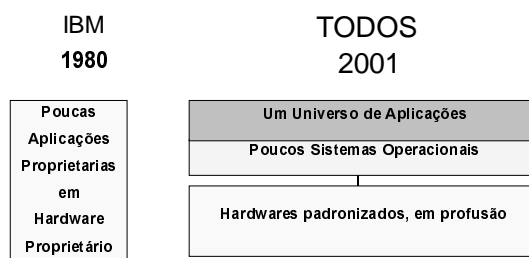 IBM
1980
TODOS
2001
Poucas
Aplicações
Proprietarias
em
Hardware
Proprietário
Um Universo de Aplicações
Poucos Sistemas Operacionais
Hardwares padronizados, em profusão